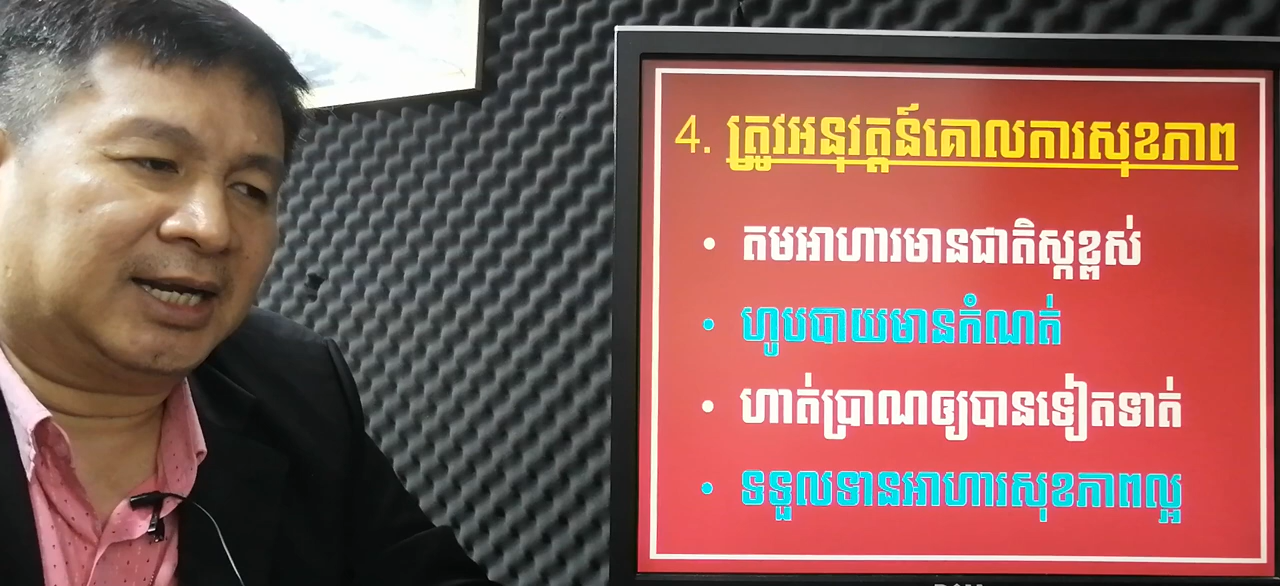 4. ត្រូវអនុវត្តន៍គោលការសុខភាព
• តមអាហារមានជាតិស្ករខ្ពស់
• ហូបបាយមានកំណត់
• ហាត់ប្រាណឲ្យបានទៀតទាត់
• ទទួលទានអាហារសុខភាពល្អ